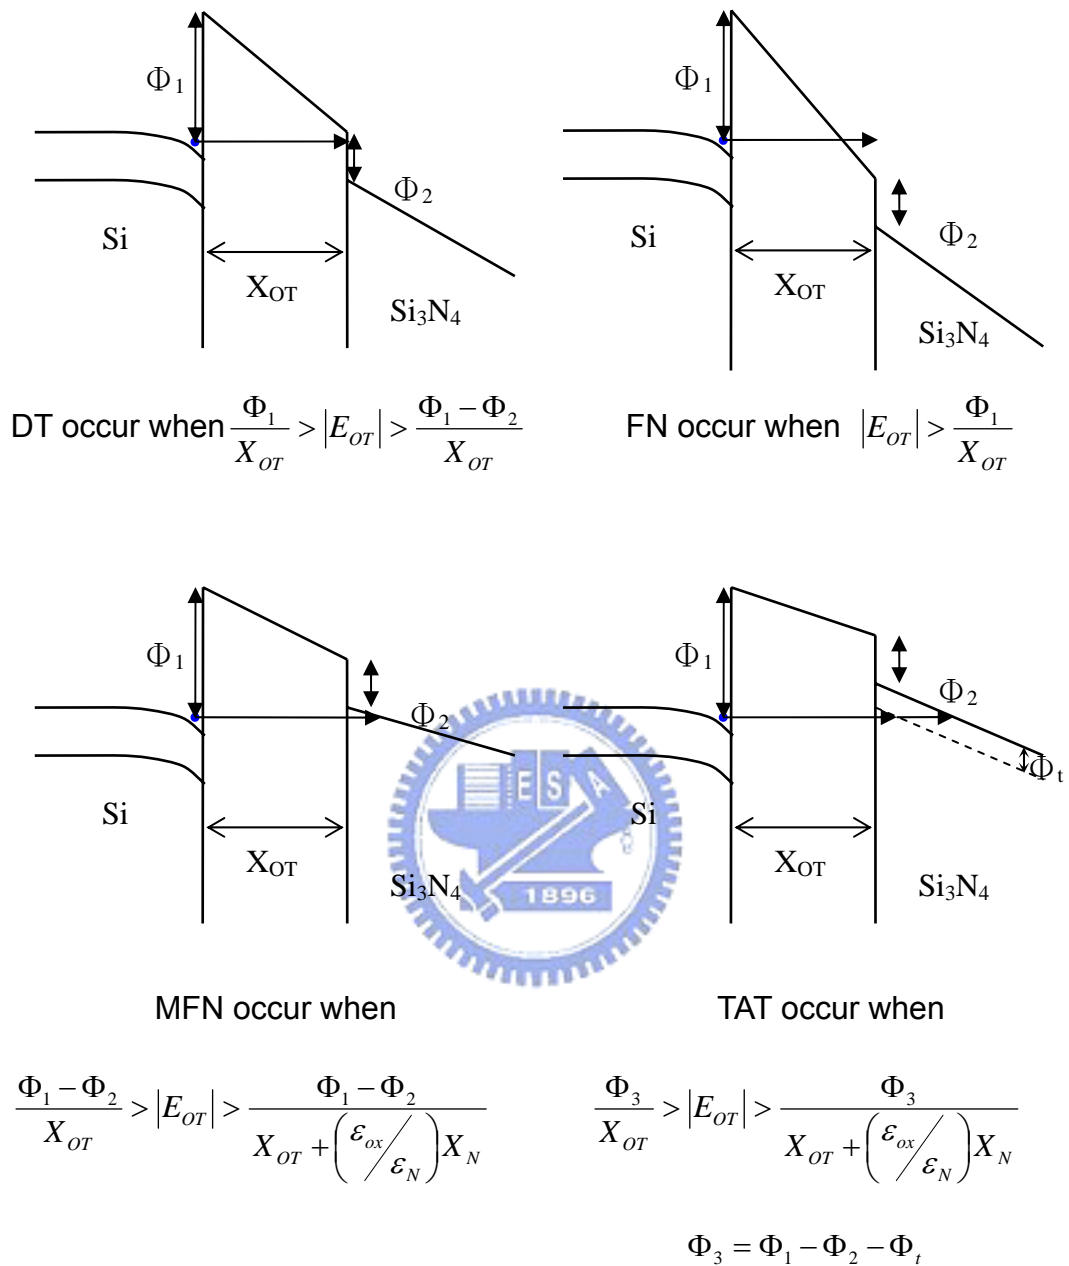 Φ1
Φ2
Si
XOT
Si3N4
DT occur when Φ1/XOT > |EOT| > (Φ1 − Φ2)/XOT
Φ1
Φ2
Si
XOT
Si3N4
FN occur when |EOT| > Φ1/XOT
Φ1
Φ2
Si
XOT
Si3N4
MFN occur when
(Φ1 − Φ2)/XOT > |EOT| > (Φ1 − Φ2)/(XOT + (εox/εN)XN)
Φ1
Φ2
Φt
Si
XOT
Si3N4
TAT occur when
Φ3/XOT > |EOT| > Φ3/(XOT + (εox/εN)XN)
Φ3 = Φ1 − Φ2 − Φt
E S A
1896